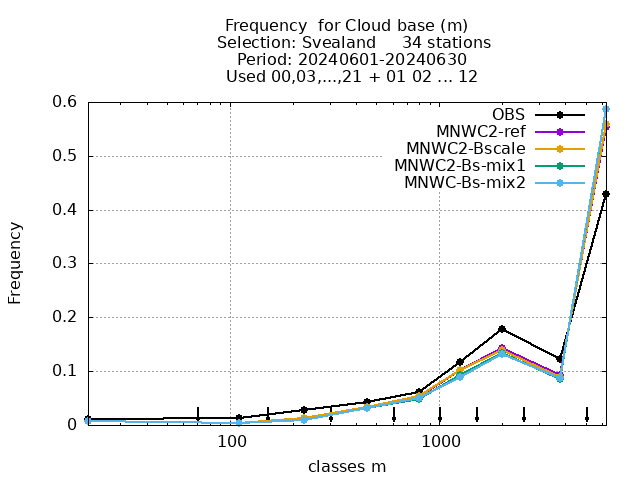 Frequency  for Cloud base (m)
Selection: Svealand     34 stations
Period: 20240601-20240630
Used 00,03,...,21 + 01 02 ... 12
OBS
MNWC2-ref
MNWC2-Bscale
MNWC2-Bs-mix1
MNWC-Bs-mix2
0.6
0.5
0.4
0.3
0.2
0.1
0
Frequency
100
1000
classes m